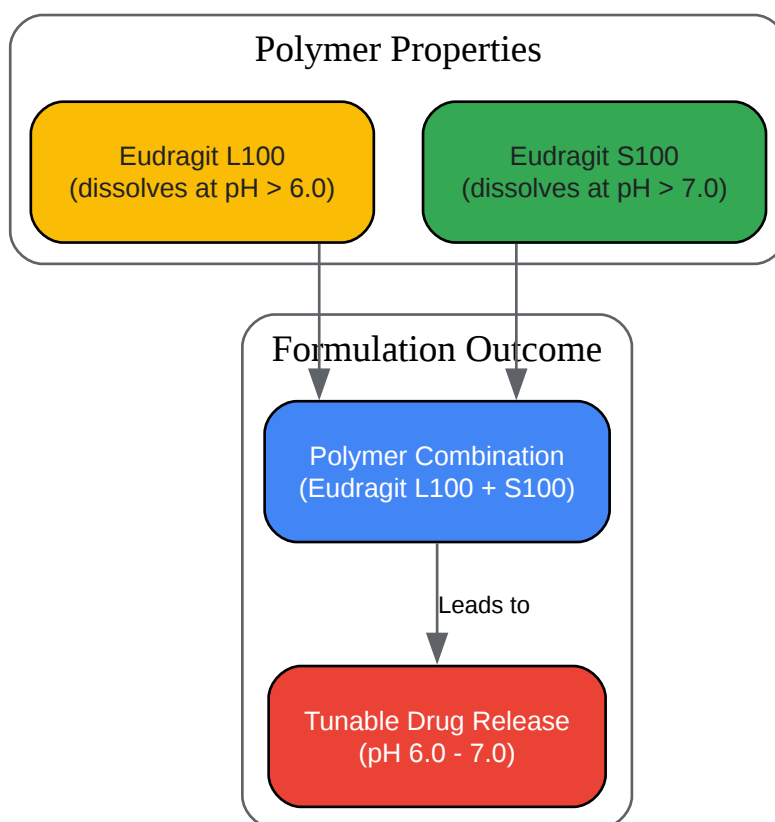 Polymer Properties
Eudragit L100
(dissolves at pH > 6.0)
Eudragit S100
(dissolves at pH > 7.0)
Formulation Outcome
Polymer Combination
(Eudragit L100 + S100)
Leads to
Tunable Drug Release
(pH 6.0 - 7.0)